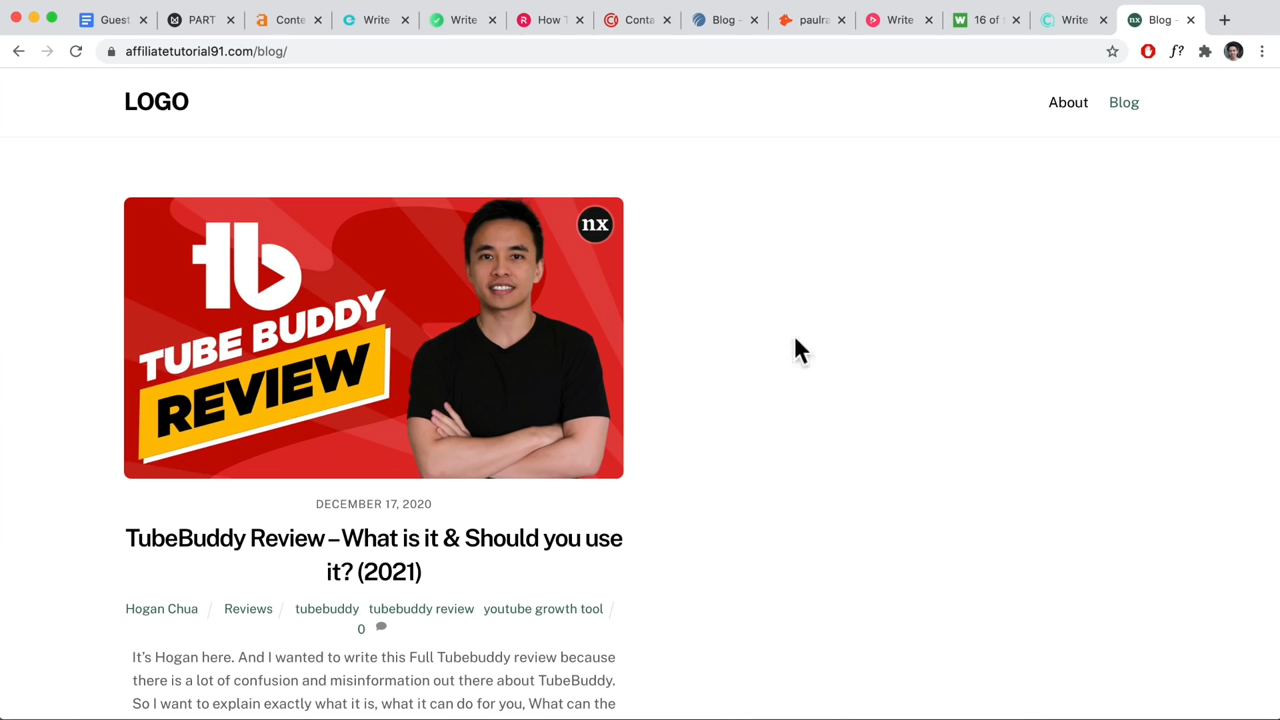 Guest
PART
Conte
Write
Write
How T
Conta
Blog -
paulra
Write
16 of
Write
Blog -
affiliatetutorial91.com/blog/
f?
LOGO
About
Blog
nx
tb
TUBE BUDDY
REVIEW
DECEMBER 17, 2020
TubeBuddy Review – What is it & Should you use
it? (2021)
Hogan Chua / Reviews / tubebuddy tubebuddy review youtube growth tool /
0
It's Hogan here. And I wanted to write this Full Tubebuddy review because
there is a lot of confusion and misinformation out there about TubeBuddy.
So I want to explain exactly what it is, what it can do for you, What can the